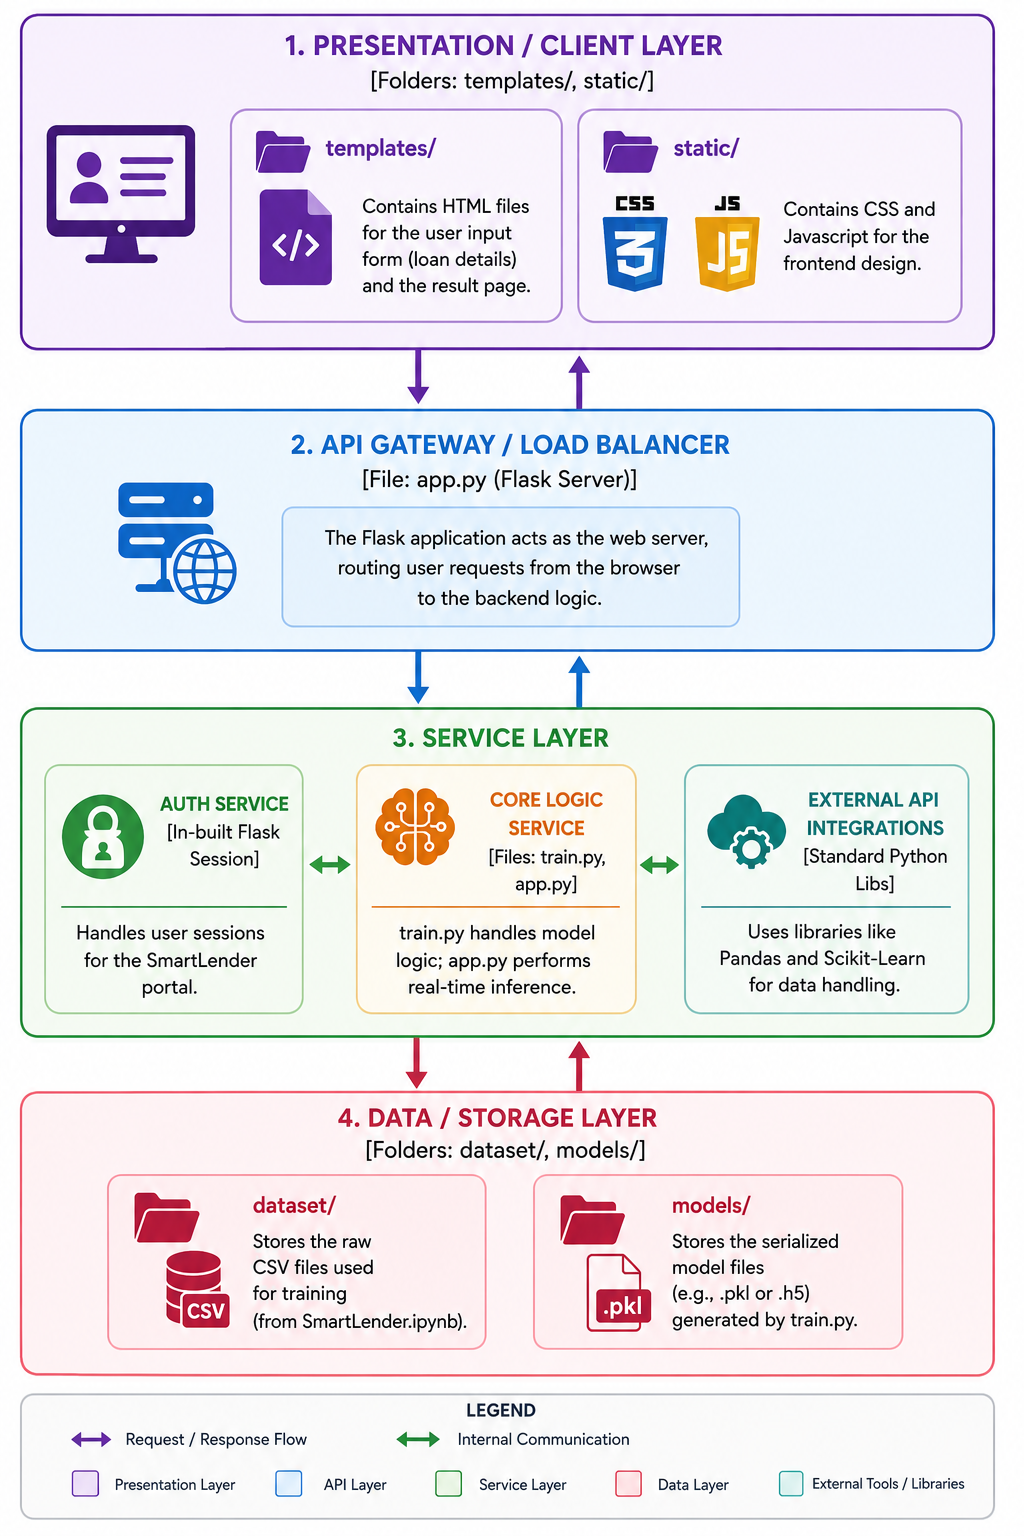 1. PRESENTATION / CLIENT LAYER
[Folders: templates/, static/]
templates/
Contains HTML files
for the user input
form (loan details)
and the result page.
static/
CSS
3
JS
JS
Contains CSS and
Javascript for the
frontend design.
2. API GATEWAY / LOAD BALANCER
[File: app.py (Flask Server)]
The Flask application acts as the web server,
routing user requests from the browser
to the backend logic.
3. SERVICE LAYER
AUTH SERVICE
[In-built Flask
Session]
Handles user sessions
for the SmartLender
portal.
CORE LOGIC
SERVICE
[Files: train.py,
app.py]
train.py handles model
logic; app.py performs
real-time inference.
EXTERNAL API
INTEGRATIONS
[Standard Python
Libs]
Uses libraries like
Pandas and Scikit-Learn
for data handling.
4. DATA / STORAGE LAYER
[Folders: dataset/, models/]
dataset/
Stores the raw
CSV files used
for training
(from SmartLender.ipynb).
CSV
models/
Stores the serialized
model files
(e.g., .pkl or .h5)
generated by train.py.
.pkl
LEGEND
Request / Response Flow
Internal Communication
Presentation Layer
API Layer
Service Layer
Data Layer
External Tools / Libraries